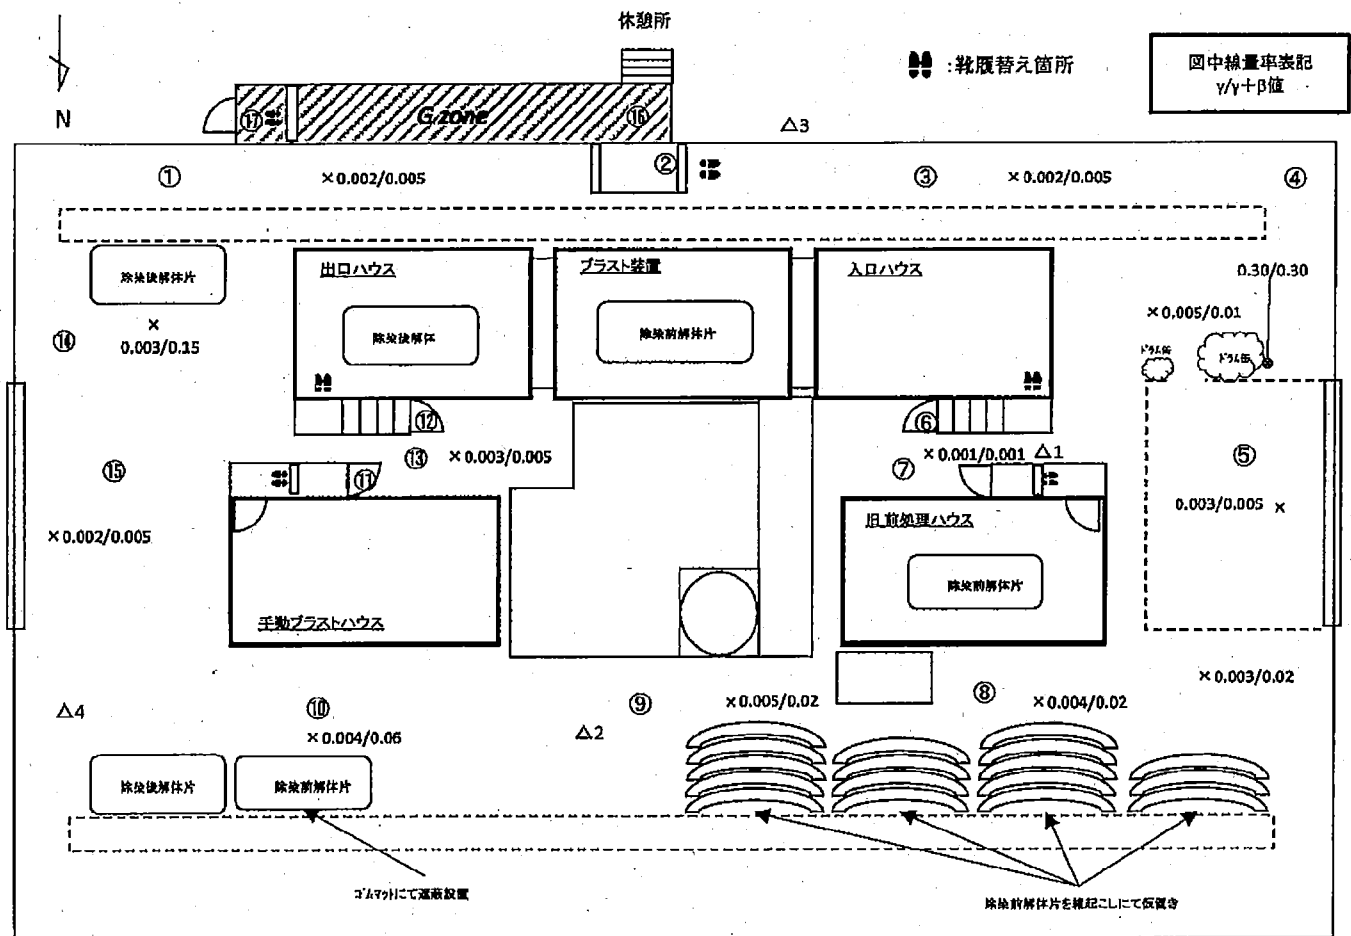 休憩所
:靴履替え箇所
図中線量率表記
γ/γ+β値
N
⑰
G zone
⑯
△3
①
×0.002/0.005
②
③
×0.002/0.005
④
除染後解体片
出口ハウス
ブラスト装置
入口ハウス
0.30/0.30
除染後解体
除染前解体片
×0.005/0.01
×
0.003/0.15
⑭
ドラム缶
ドラム缶
⑫
⑥
⑬
×0.003/0.005
×0.001/0.001
△1
⑤
⑮
⑪
⑦
0.003/0.005 ×
×0.002/0.005
旧前処理ハウス
除染前解体片
手動ブラストハウス
×0.003/0.02
△4
⑩
⑨
×0.005/0.02
⑧
×0.004/0.02
×0.004/0.06
△2
除染後解体片
除染前解体片
ゴムマットにて遮蔽設置
除染前解体片を縦起こしにて仮置き